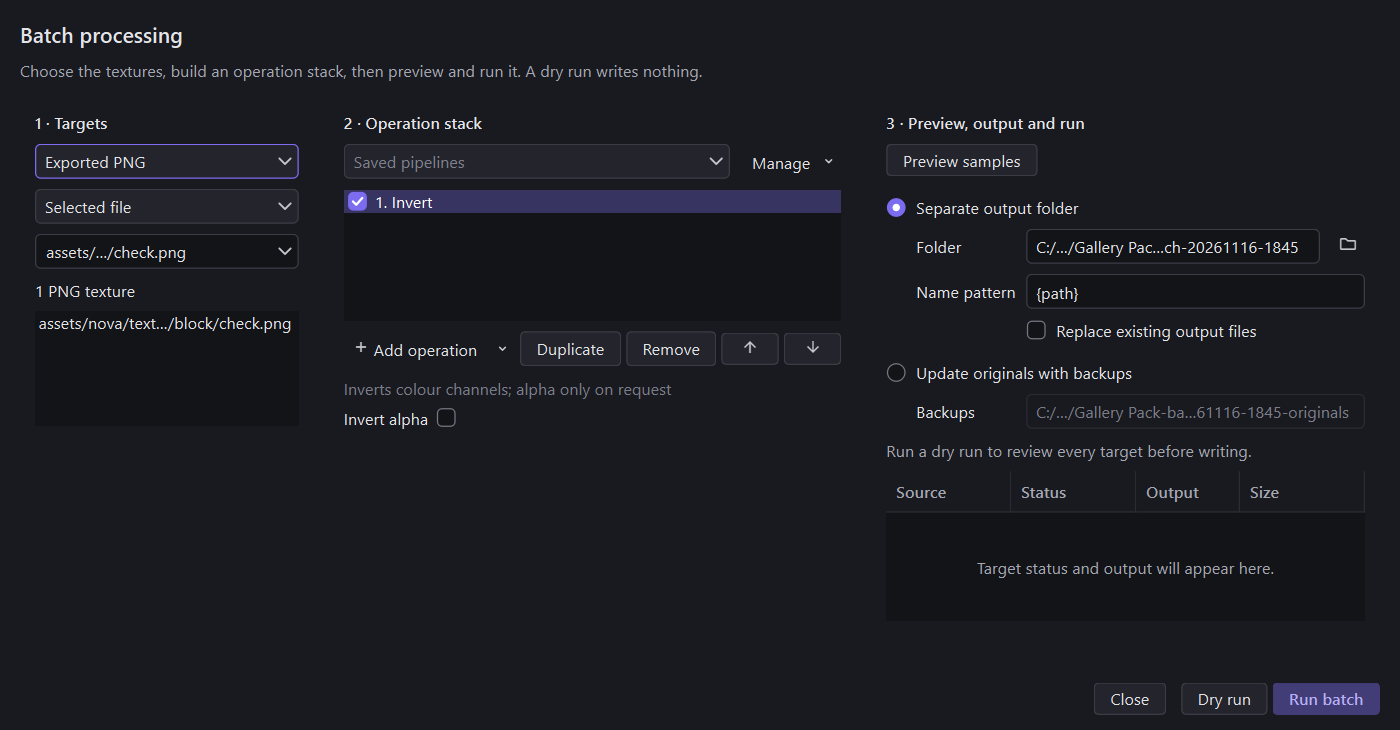 Batch processing
Choose the textures, build an operation stack, then preview and run it. A dry run writes nothing.
1 · Targets
Exported PNG
Selected file
assets/.../check.png
1 PNG texture
assets/nova/text.../block/check.png
2 · Operation stack
Saved pipelines
Manage
1. Invert
+ Add operation
Duplicate
Remove
↑
↓
Inverts colour channels; alpha only on request
Invert alpha
3 · Preview, output and run
Preview samples
Separate output folder
Folder
C:/.../Gallery Pac...ch-20261116-1845
Name pattern
{path}
Replace existing output files
Update originals with backups
Backups
C:/.../Gallery Pack-ba...61116-1845-originals
Run a dry run to review every target before writing.
Source Status Output Size
Target status and output will appear here.
Close
Dry run
Run batch